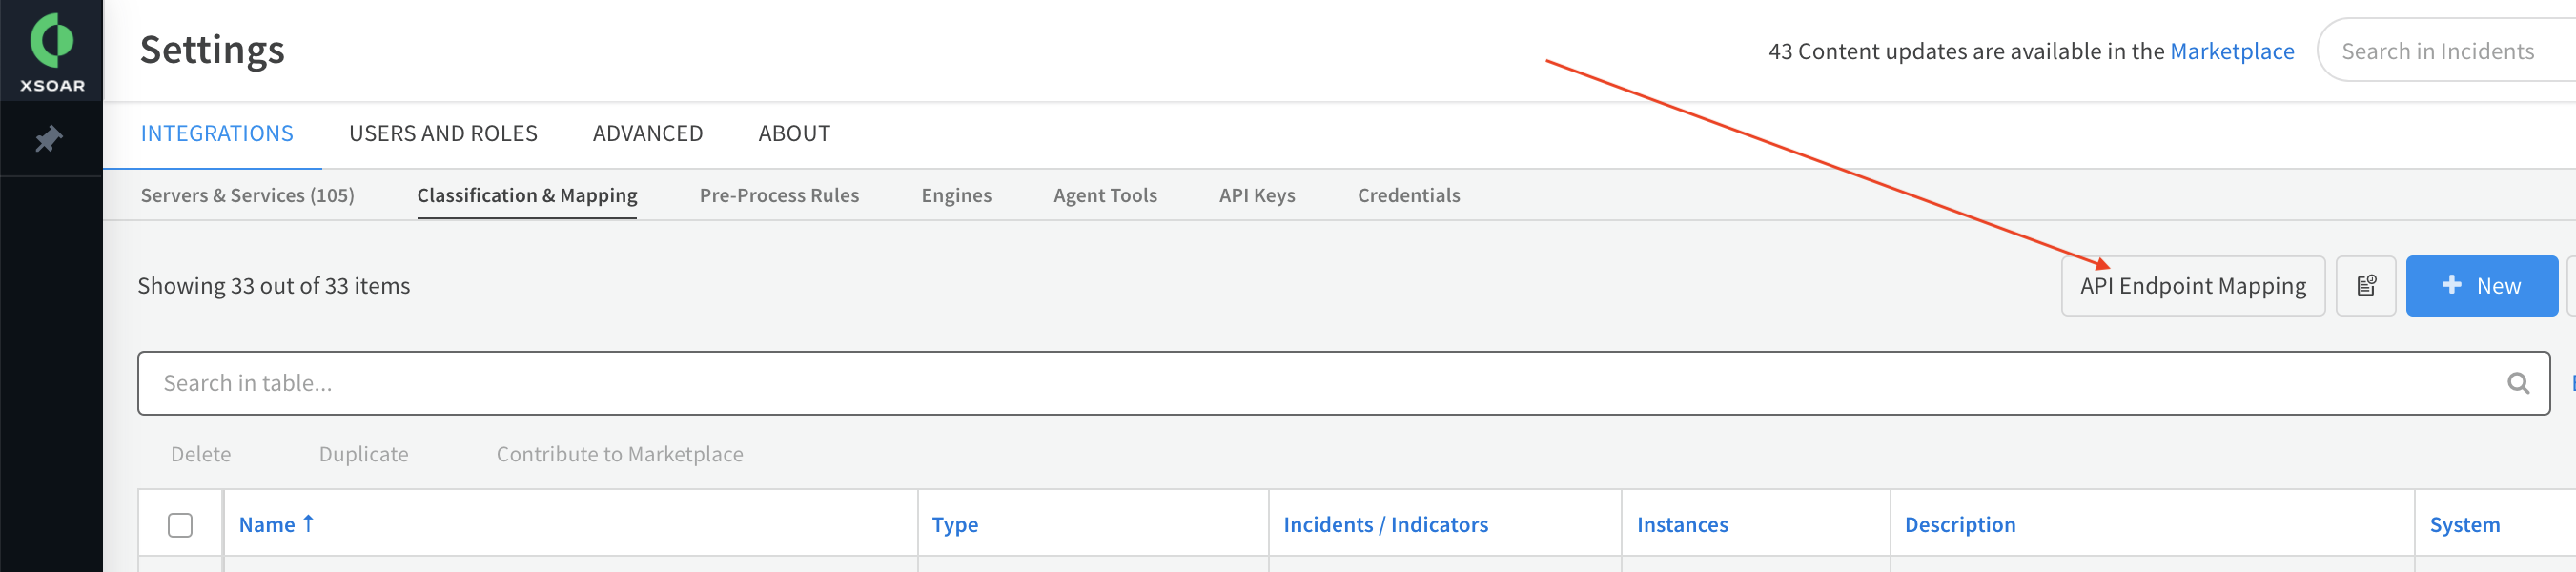 XSOAR
Settings
43 Content updates are available in the Marketplace
Search in Incidents
INTEGRATIONS USERS AND ROLES ADVANCED ABOUT
Servers & Services (105) Classification & Mapping Pre-Process Rules Engines Agent Tools API Keys Credentials
Showing 33 out of 33 items
API Endpoint Mapping
+ New
Search in table...
Delete Duplicate Contribute to Marketplace
Name ↑ Type Incidents / Indicators Instances Description System